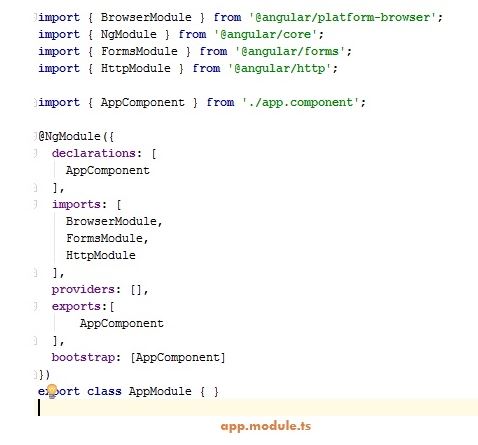 import { BrowserModule } from '@angular/platform-browser';
import { NgModule } from '@angular/core';
import { FormsModule } from '@angular/forms';
import { HttpModule } from '@angular/http';

import { AppComponent } from './app.component';

@NgModule({
  declarations: [
    AppComponent
  ],
  imports: [
    BrowserModule,
    FormsModule,
    HttpModule
  ],
  providers: [],
  exports:[
      AppComponent
  ],
  bootstrap: [AppComponent]
})
export class AppModule { }
app.module.ts